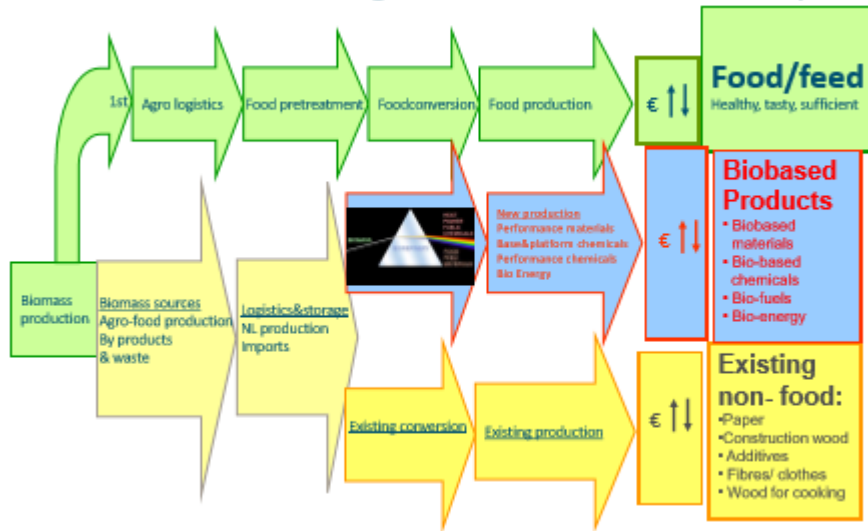 1st
Agro logistics
Food pretreatment
Foodconversion
Food production
€
Food/feed
Healthy, tasty, sufficient
Biomass
production
Biomass sources
Agro-food production
By products
& waste
Logistics&storage
NL production
Imports
New production
Performance materials
Base&platform chemicals
Performance chemicals
Bio Energy
€
Biobased
Products
• Biobased
materials
• Bio-based
chemicals
• Bio-fuels
• Bio-energy
Existing conversion
Existing production
€
Existing
non- food:
•Paper
•Construction wood
• Additives
• Fibres/ clothes
• Wood for cooking